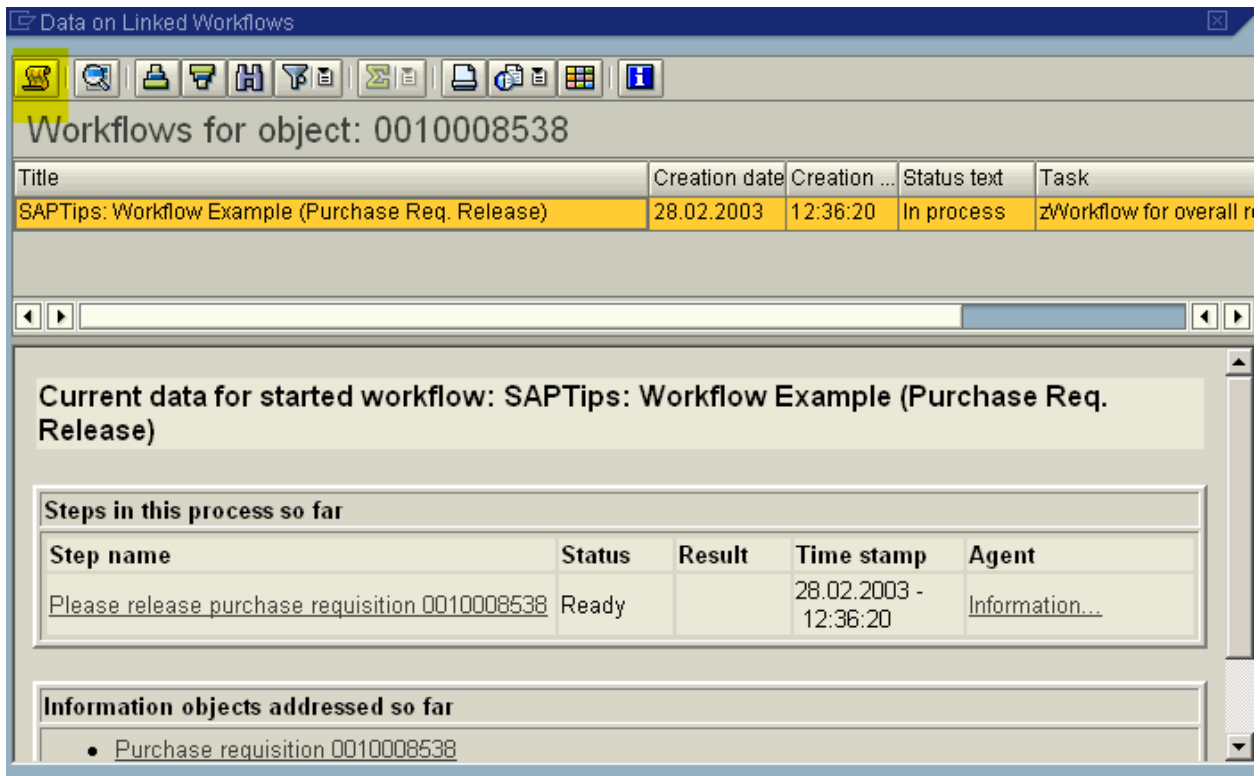 Data on Linked Workflows
Workflows for object: 0010008538
Title Creation date Creation ... Status text Task
SAPTips: Workflow Example (Purchase Req. Release) 28.02.2003 12:36:20 In process zWorkflow for overall r
Current data for started workflow: SAPTips: Workflow Example (Purchase Req.
Release)
Steps in this process so far
Step name Status Result Time stamp Agent
Please release purchase requisition 0010008538 Ready 28.02.2003 -
12:36:20 Information...
Information objects addressed so far
• Purchase requisition 0010008538